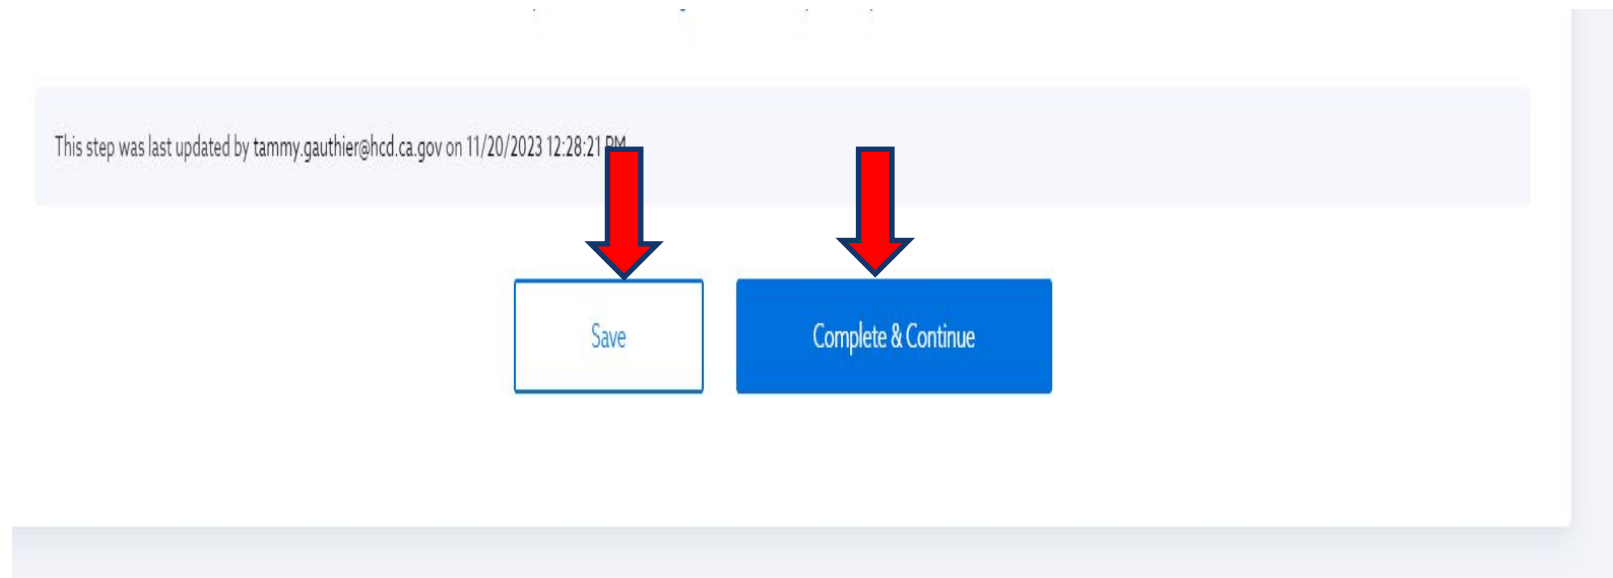 This step was last updated by tammy.gauthier@hcd.ca.gov on 11/20/2023 12:28:21 PM
Save
Complete & Continue